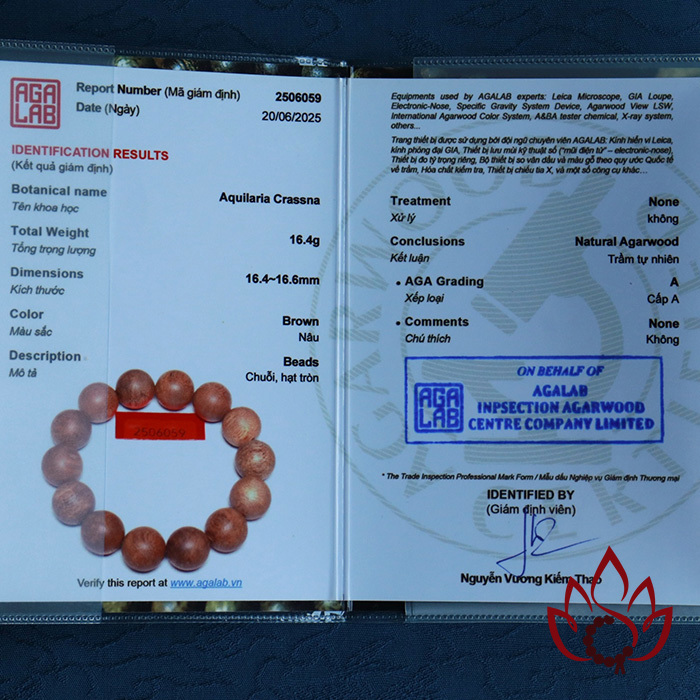 AGA
LAB
Report Number (Mã giám định) 2506059
Date (Ngày) 20/06/2025
IDENTIFICATION RESULTS
(Kết quả giám định)
Botanical name
Tên khoa học
Aquilaria Crassna
Total Weight
Tổng trọng lượng
16.4g
Dimensions
Kích thước
16.4~16.6mm
Color
Màu sắc
Brown
Nâu
Description
Mô tả
Beads
Chuỗi, hạt tròn
2506059
Verify this report at www.agalab.vn
Equipments used by AGALAB experts: Leica Microscope, GIA Loupe,
Electronic-Nose, Specific Gravity System Device, Agarwood View LSW,
International Agarwood Color System, A&BA tester chemical, X-ray system,
others...
Trang thiết bị được sử dụng bởi đội ngũ chuyên viên AGALAB: Kính hiển vi Leica,
kính phóng đại GIA, Thiết bị lưu mùi kỹ thuật số ("mũi điện tử" – electronic-nose),
Thiết bị đo tỷ trọng riêng, Bộ thiết bị so vân dầu và màu gỗ theo quy ước Quốc tế
về trầm, Hóa chất kiểm tra, Thiết bị chiếu tia X, và một số công cụ khác…
Treatment
Xử lý
None
không
Conclusions
Kết luận
Natural Agarwood
Trầm tự nhiên
• AGA Grading
Xếp loại
A
Cấp A
• Comments
Chú thích
None
Không
AGA
LAB
ON BEHALF OF
AGALAB
INPSECTION AGARWOOD
CENTRE COMPANY LIMITED
* The Trade Inspection Professional Mark Form / Mẫu dấu Nghiệp vụ Giám định Thương mại
IDENTIFIED BY
(Giám định viên)
Nguyễn Vương Kiếm Thao